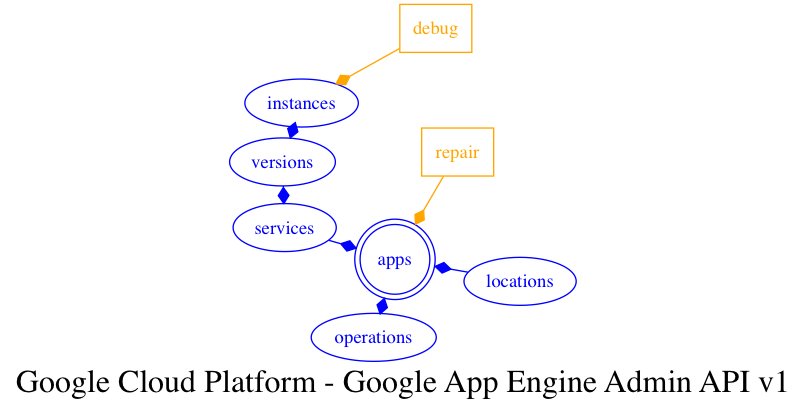 debug
instances
repair
versions
services
apps
locations
operations
Google Cloud Platform - Google App Engine Admin API v1